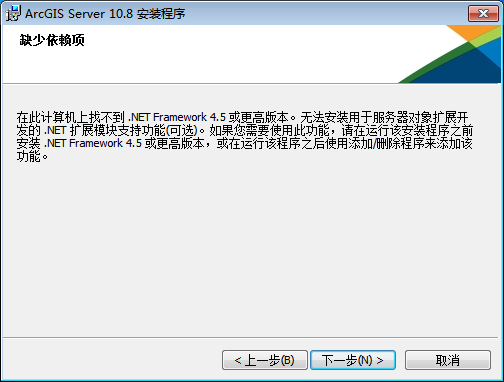 ArcGIS Server 10.8 安装程序
缺少依赖项
在此计算机上找不到 .NET Framework 4.5 或更高版本。无法安装用于服务器对象扩展开
发的 .NET 扩展模块支持功能(可选)。如果您需要使用此功能，请在运行该安装程序之前
安装 .NET Framework 4.5 或更高版本，或在运行该程序之后使用添加/删除程序来添加该
功能。
< 上一步(B)
下一步(N) >
取消